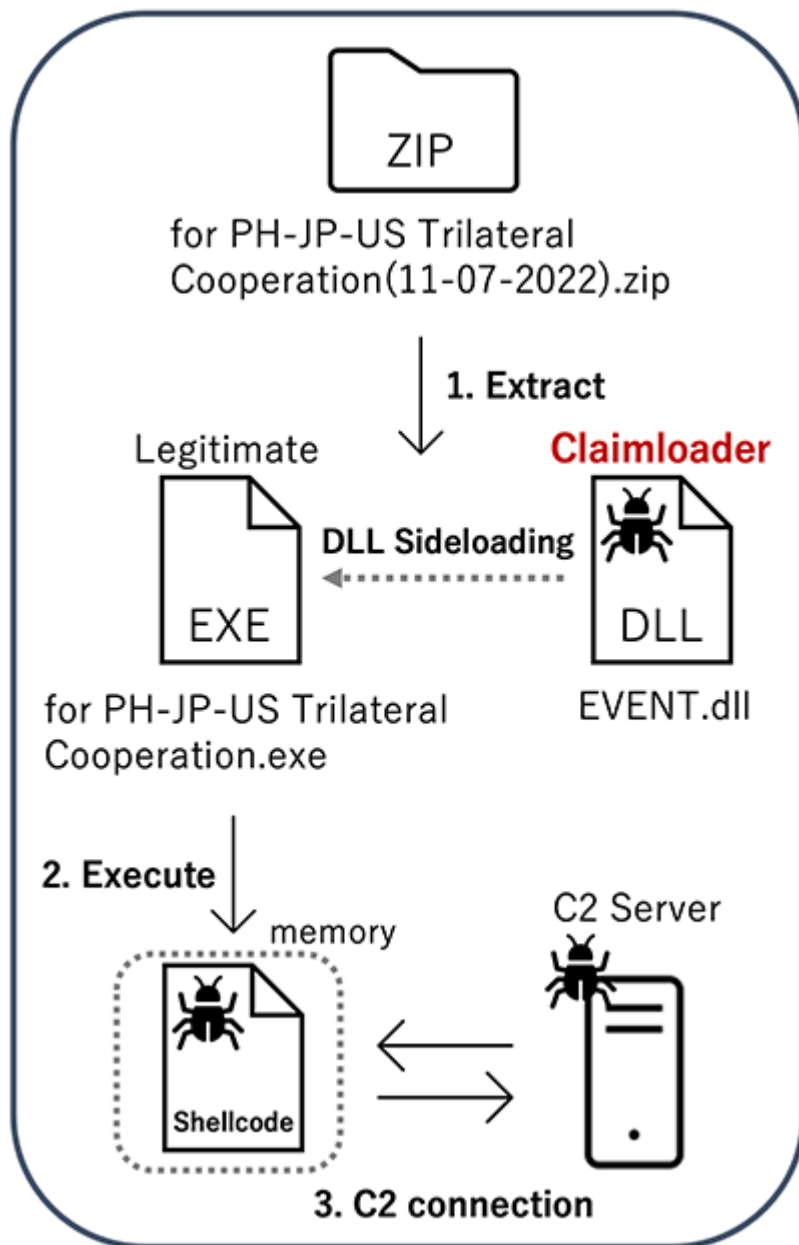 ZIP
for PH-JP-US Trilateral
Cooperation(11-07-2022).zip
1. Extract
Legitimate
Claimloader
DLL Sideloading
EXE
DLL
for PH-JP-US Trilateral
Cooperation.exe
EVENT.dll
2. Execute
memory
C2 Server
Shellcode
3. C2 connection